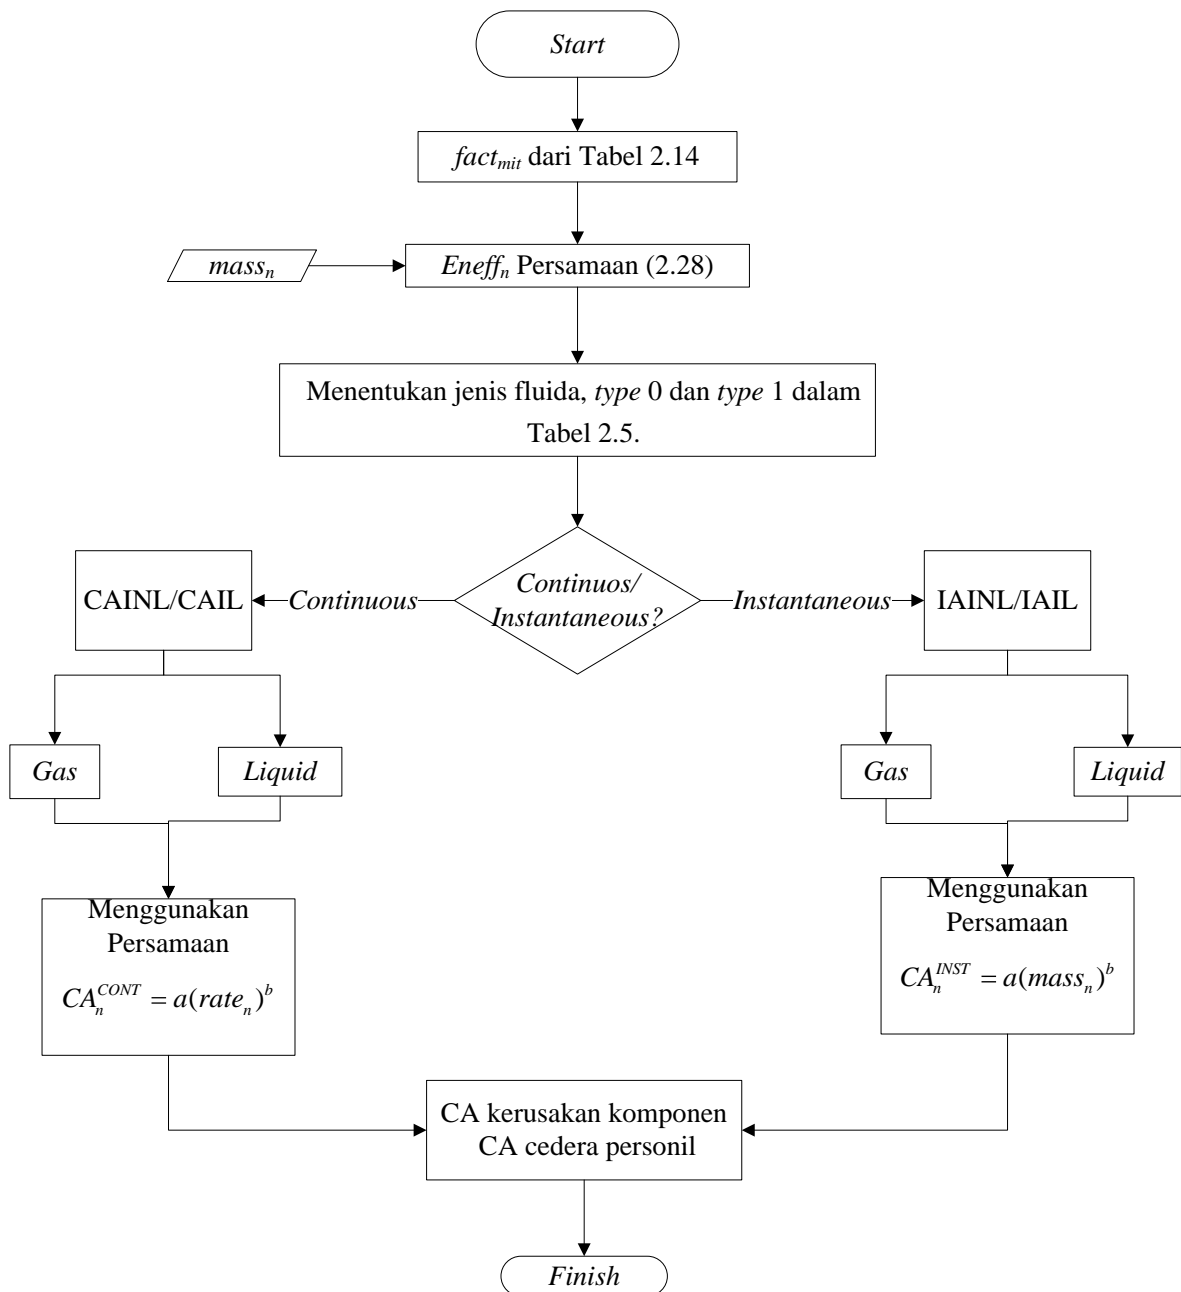 Start
fact_mit dari Tabel 2.14
mass_n
Eneff_n Persamaan (2.28)
Menentukan jenis fluida, type 0 dan type 1 dalam
Tabel 2.5.
CAINL/CAIL
Continuous
Continuos/
Instantaneous?
Instantaneous
IAINL/IAIL
Gas
Liquid
Gas
Liquid
Menggunakan
Persamaan
CA_n^{CONT} = a(rate_n)^b
Menggunakan
Persamaan
CA_n^{INST} = a(mass_n)^b
CA kerusakan komponen
CA cedera personil
Finish